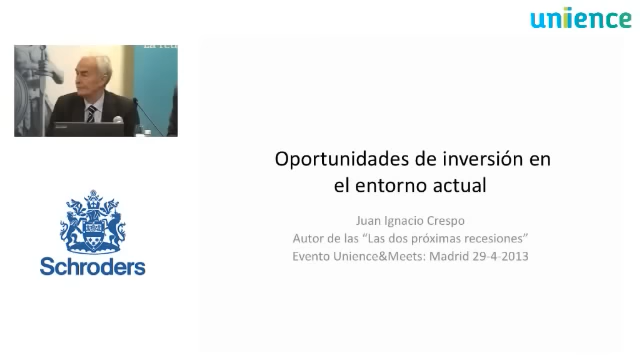 unience
Oportunidades de inversión en
el entorno actual
Juan Ignacio Crespo
Autor de las “Las dos próximas recesiones”
Evento Unience&Meets: Madrid 29-4-2013
Schroders